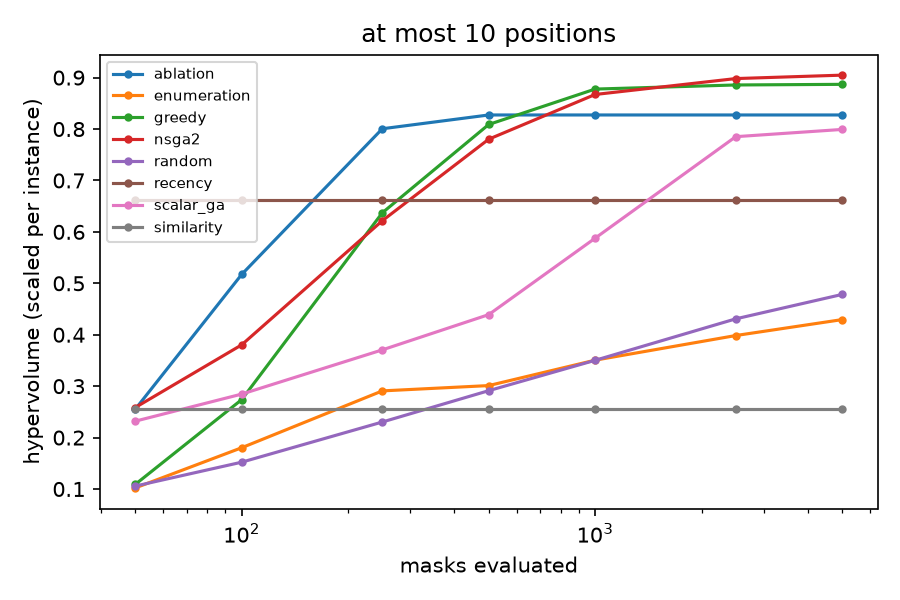 at most 10 positions
hypervolume (scaled per instance)
0.9
0.8
0.7
0.6
0.5
0.4
0.3
0.2
0.1
ablation
enumeration
greedy
nsga2
random
recency
scalar_ga
similarity
10²
10³
masks evaluated